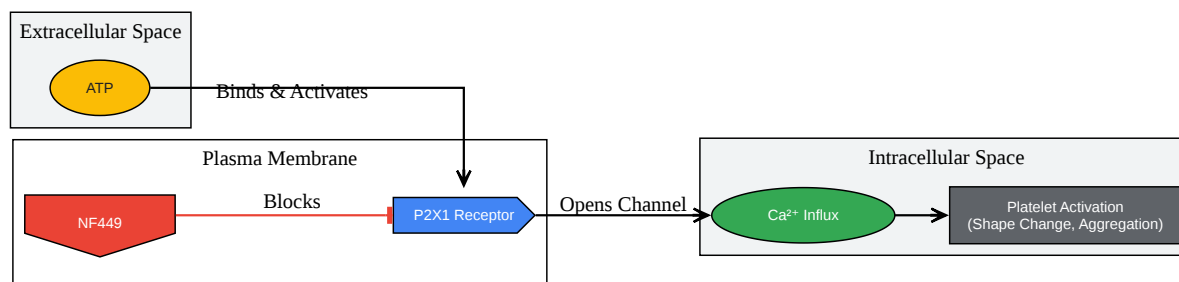 Extracellular Space
ATP
Binds & Activates
Plasma Membrane
NF449
Blocks
P2X1 Receptor
Opens Channel
Intracellular Space
Ca²⁺ Influx
Platelet Activation
(Shape Change, Aggregation)